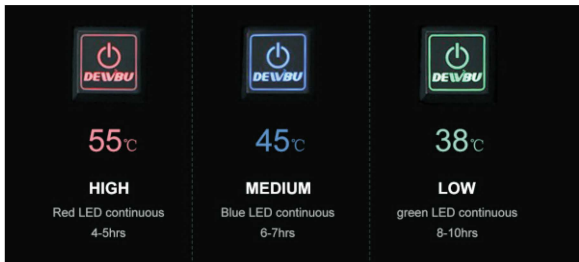 DEWBU
55℃
HIGH
Red LED continuous
4-5hrs
DEWBU
45℃
MEDIUM
Blue LED continuous
6-7hrs
DEWBU
38℃
LOW
green LED continuous
8-10hrs